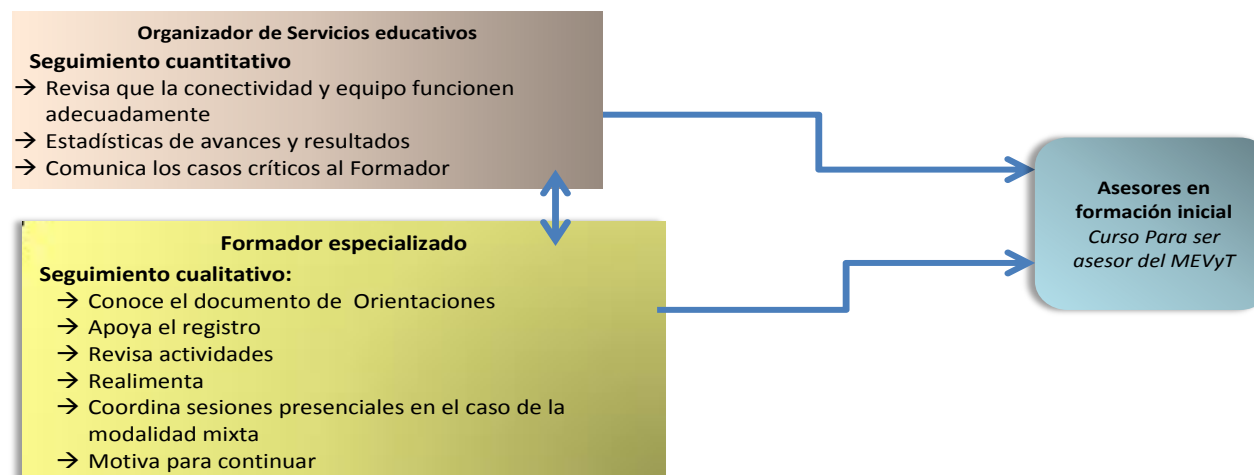 Organizador de Servicios educativos
Seguimiento cuantitativo
→ Revisa que la conectividad y equipo funcionen
adecuadamente
→ Estadísticas de avances y resultados
→ Comunica los casos críticos al Formador
Formador especializado
Seguimiento cualitativo:
→ Conoce el documento de Orientaciones
→ Apoya el registro
→ Revisa actividades
→ Realimenta
→ Coordina sesiones presenciales en el caso de la
modalidad mixta
→ Motiva para continuar
Asesores en
formación inicial
Curso Para ser
asesor del MEVyT